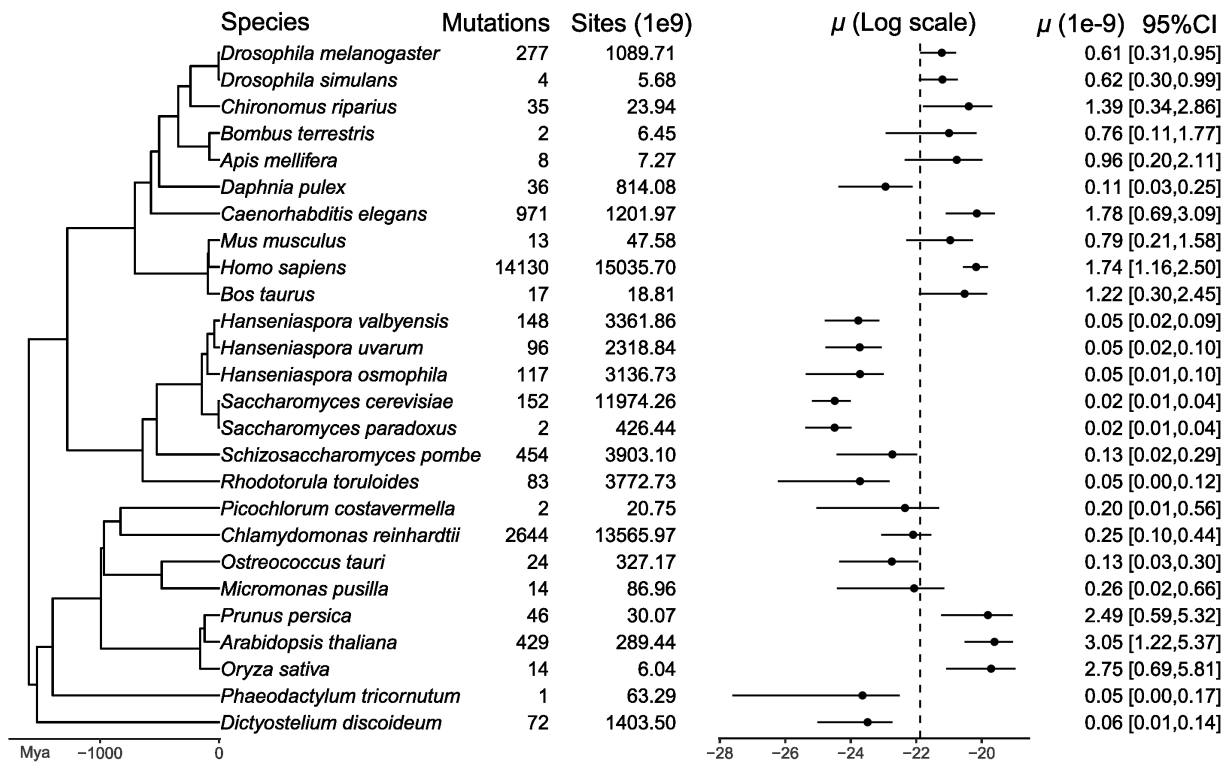 Species Mutations Sites (1e9) μ (Log scale) μ (1e-9) 95%CI
Drosophila melanogaster 277 1089.71 0.61 [0.31,0.95]
Drosophila simulans 4 5.68 0.62 [0.30,0.99]
Chironomus riparius 35 23.94 1.39 [0.34,2.86]
Bombus terrestris 2 6.45 0.76 [0.11,1.77]
Apis mellifera 8 7.27 0.96 [0.20,2.11]
Daphnia pulex 36 814.08 0.11 [0.03,0.25]
Caenorhabditis elegans 971 1201.97 1.78 [0.69,3.09]
Mus musculus 13 47.58 0.79 [0.21,1.58]
Homo sapiens 14130 15035.70 1.74 [1.16,2.50]
Bos taurus 17 18.81 1.22 [0.30,2.45]
Hanseniaspora valbyensis 148 3361.86 0.05 [0.02,0.09]
Hanseniaspora uvarum 96 2318.84 0.05 [0.02,0.10]
Hanseniaspora osmophila 117 3136.73 0.05 [0.01,0.10]
Saccharomyces cerevisiae 152 11974.26 0.02 [0.01,0.04]
Saccharomyces paradoxus 2 426.44 0.02 [0.01,0.04]
Schizosaccharomyces pombe 454 3903.10 0.13 [0.02,0.29]
Rhodotorula toruloides 83 3772.73 0.05 [0.00,0.12]
Picochlorum costavermella 2 20.75 0.20 [0.01,0.56]
Chlamydomonas reinhardtii 2644 13565.97 0.25 [0.10,0.44]
Ostreococcus tauri 24 327.17 0.13 [0.03,0.30]
Micromonas pusilla 14 86.96 0.26 [0.02,0.66]
Prunus persica 46 30.07 2.49 [0.59,5.32]
Arabidopsis thaliana 429 289.44 3.05 [1.22,5.37]
Oryza sativa 14 6.04 2.75 [0.69,5.81]
Phaeodactylum tricornutum 1 63.29 0.05 [0.00,0.17]
Dictyostelium discoideum 72 1403.50 0.06 [0.01,0.14]
Mya −1000 0 −28 −26 −24 −22 −20